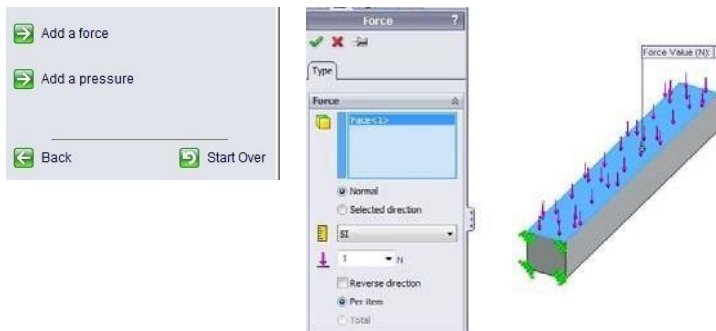 Add a force
Add a pressure
Back
Start Over
Force
?
Type
Force
Face<1>
Normal
Selected direction
SI
1
N
Reverse direction
Per item
Total
Force Value (N):